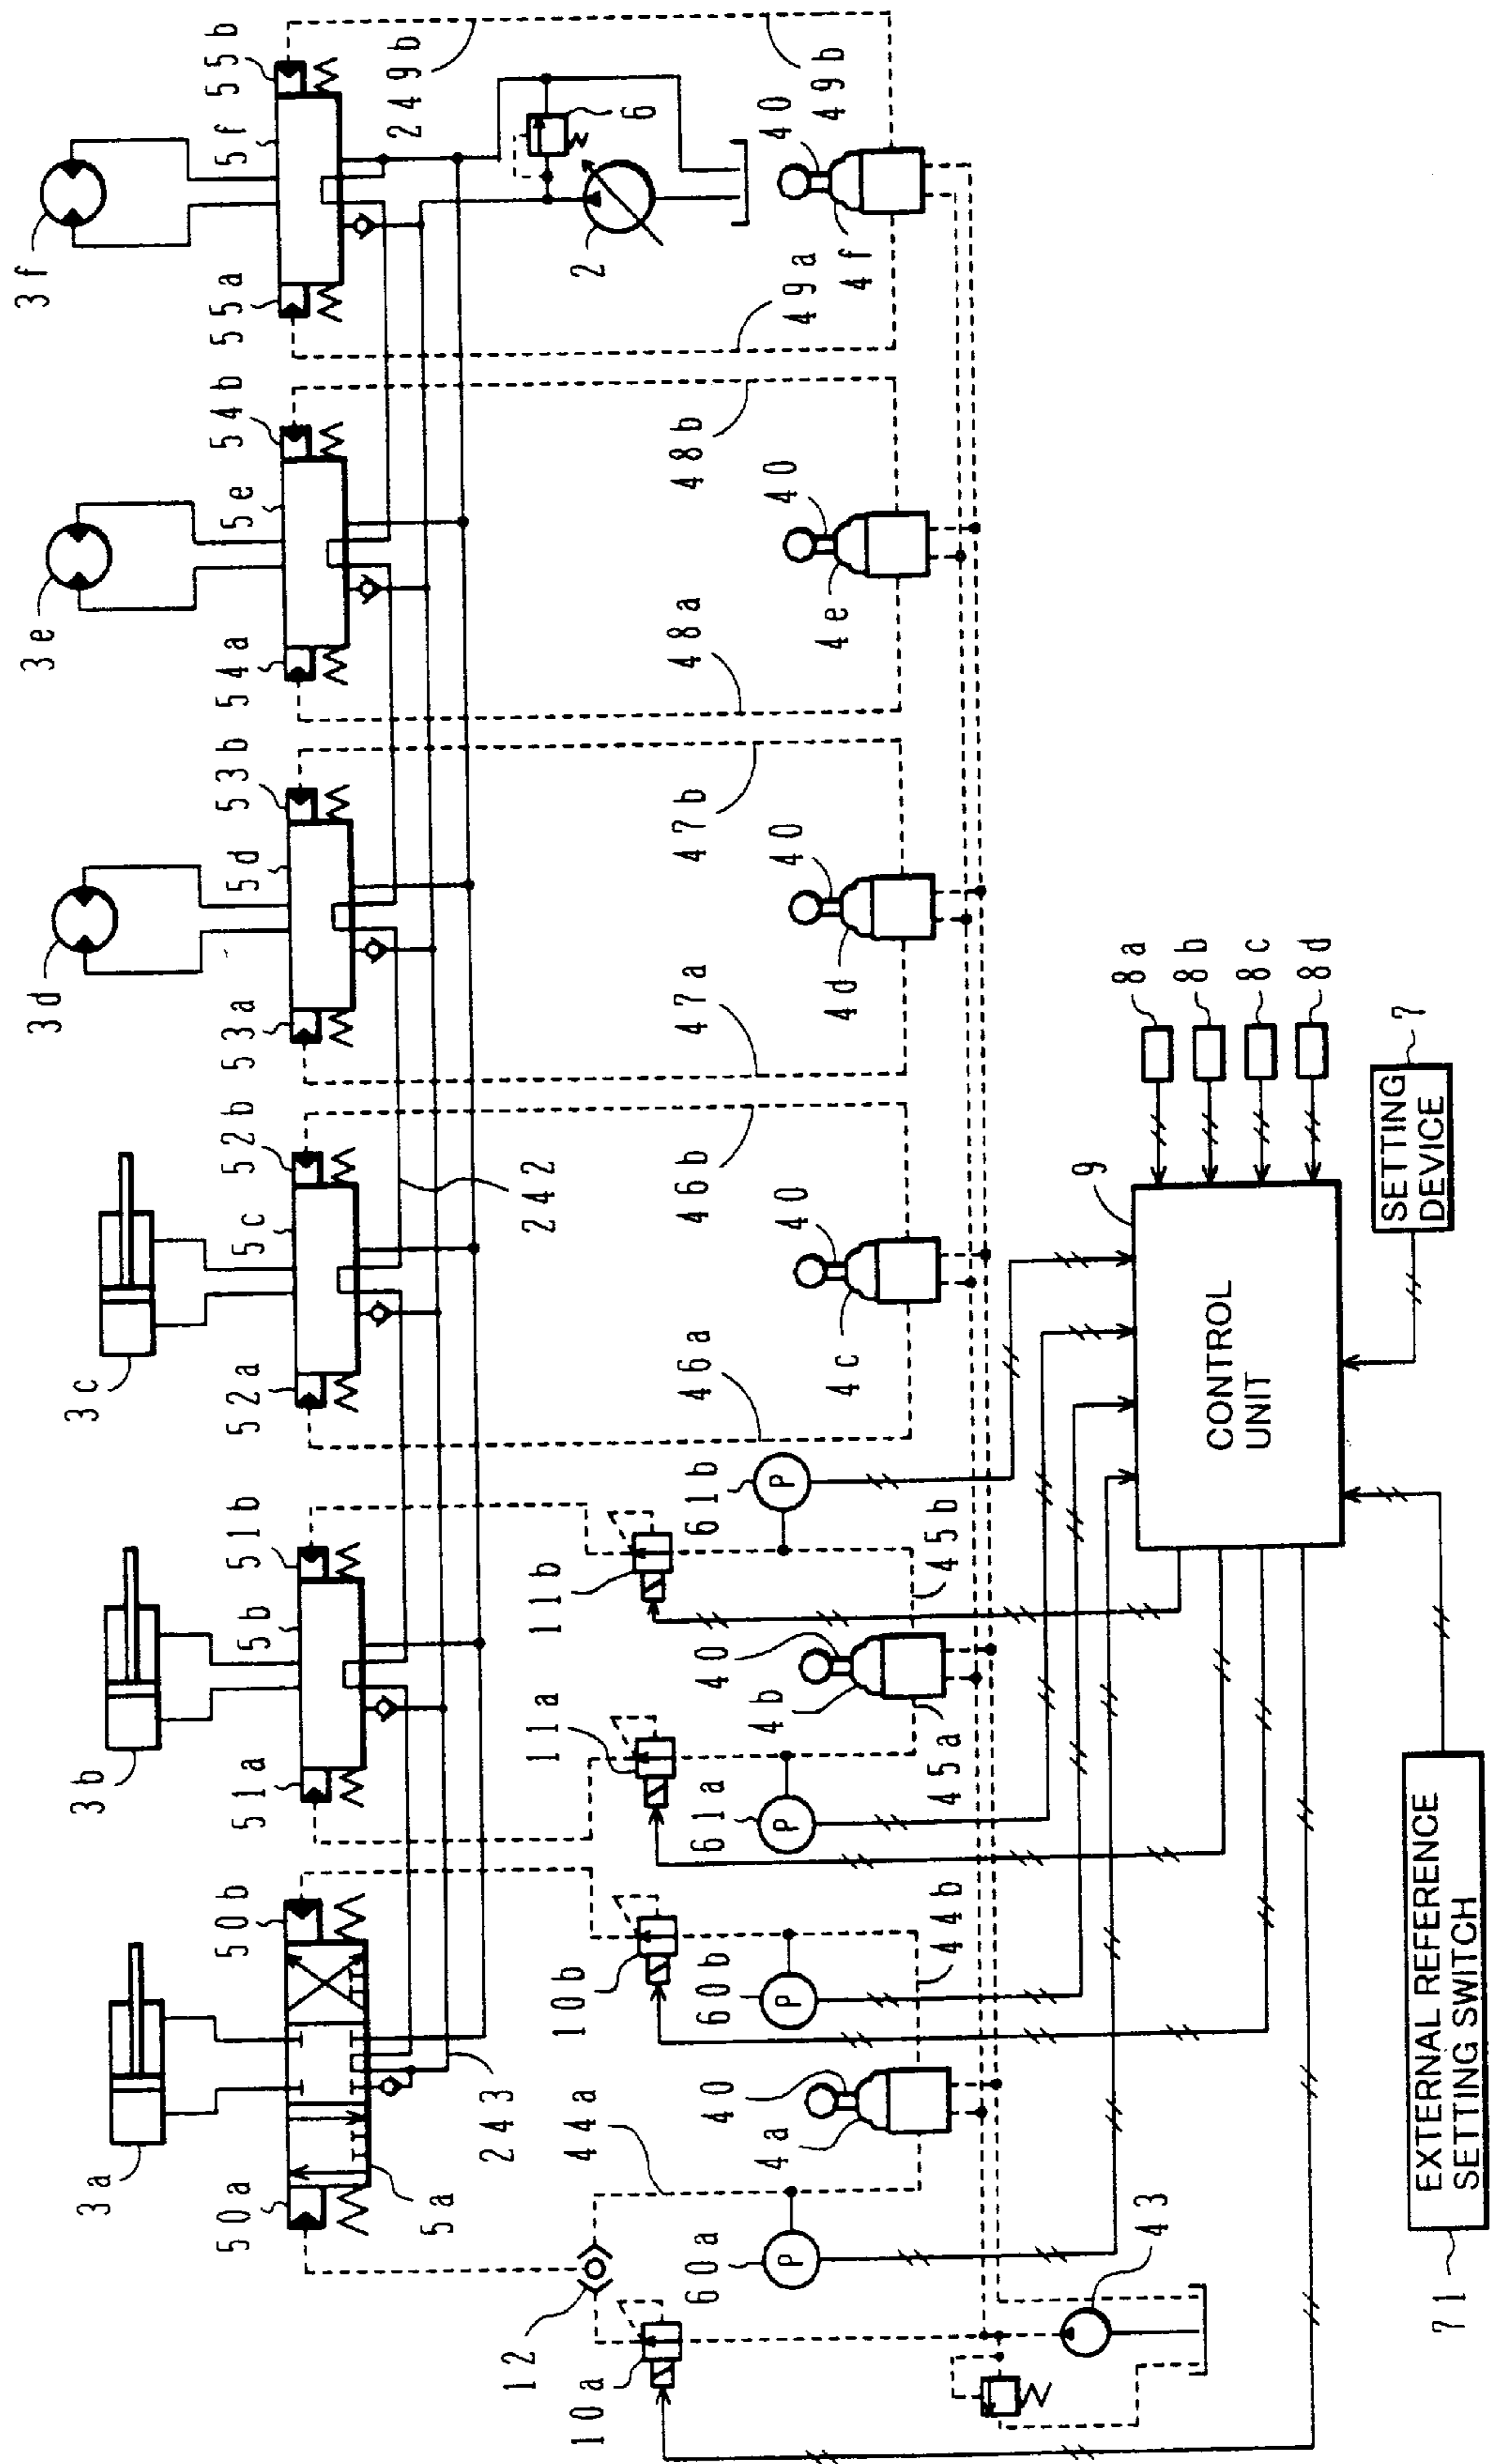 3a
3b
3c
3d
3e
3f
50a
50b
51a
5b
51b
52a
5c
52b
53a
5d
53b
54a
5e
54b
55a
5f
55b
5a
243
242
249b
6
2
12
10a
10b
11a
11b
44a
44b
45a
45b
46a
46b
47a
47b
48a
48b
49a
49b
60a
60b
61a
61b
40
4a
40
4b
40
4c
40
4d
40
4e
40
4f
43
9
CONTROL
UNIT
8a
8b
8c
8d
SETTING
DEVICE
7
EXTERNAL REFERENCE
SETTING SWITCH
71
P
P
P
P